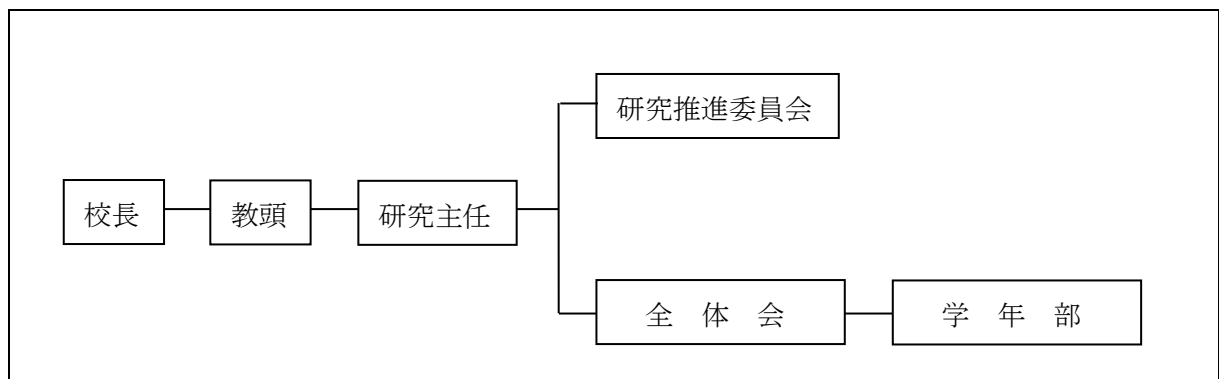 研究推進委員会
校長
教頭
研究主任
全 体 会
学 年 部